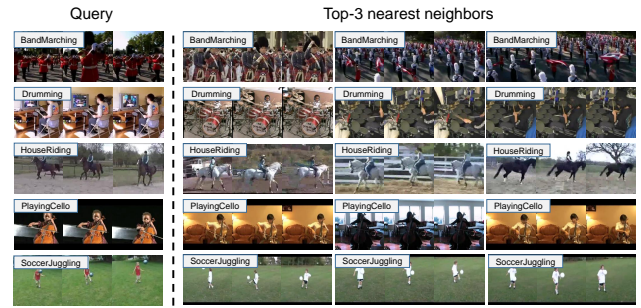 Query Top-3 nearest neighbors
BandMarching BandMarching BandMarching BandMarching
Drumming Drumming Drumming Drumming
HouseRiding HouseRiding HouseRiding HouseRiding
PlayingCello PlayingCello PlayingCello PlayingCello
SoccerJuggling SoccerJuggling SoccerJuggling SoccerJuggling